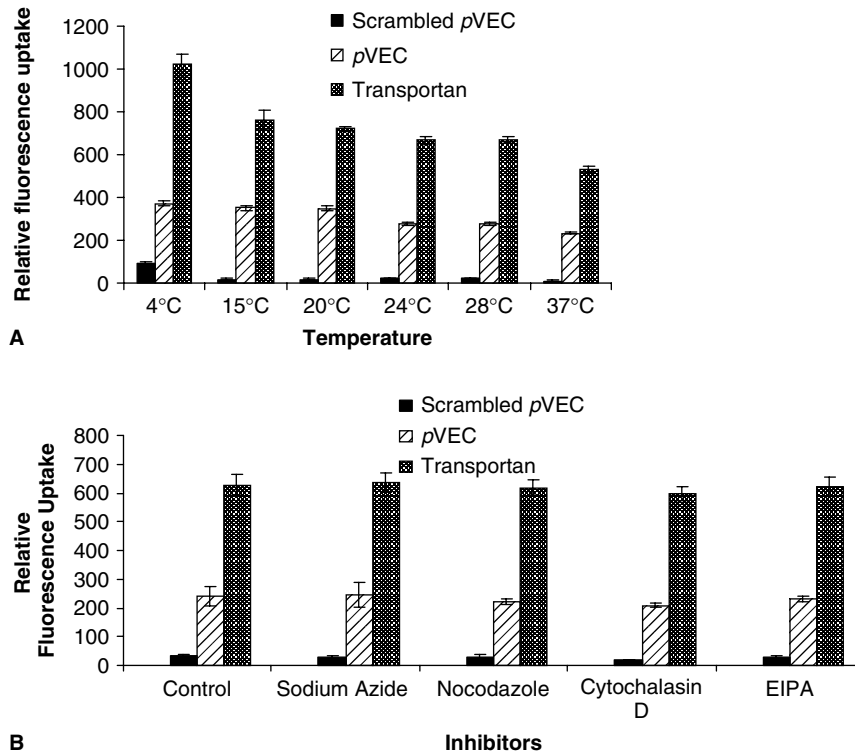 Scrambled pVEC
pVEC
Transportan
Relative fluorescence uptake
1200
1000
800
600
400
200
0
4°C 15°C 20°C 24°C 28°C 37°C
Temperature
A
Scrambled pVEC
pVEC
Transportan
Relative
Fluorescence Uptake
800
700
600
500
400
300
200
100
0
Control Sodium Azide Nocodazole Cytochalasin EIPA
D
Inhibitors
B